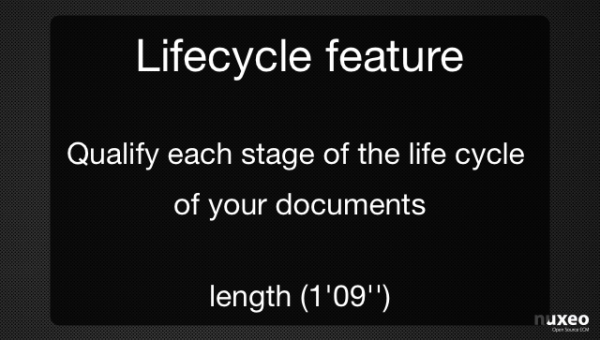 Lifecycle feature
Qualify each stage of the life cycle
of your documents
length (1'09'')
nuxeo
Open Source ECM